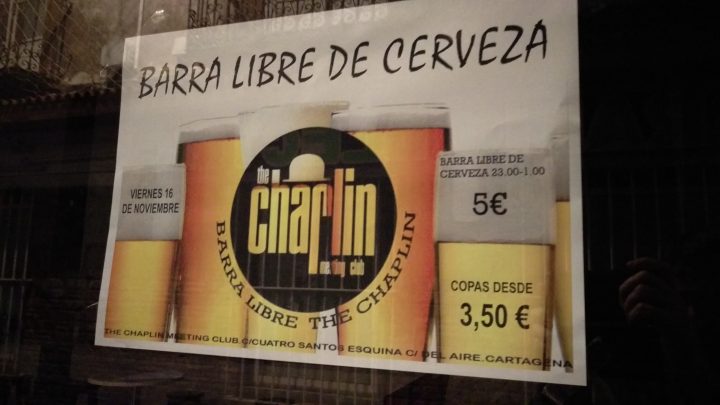 BARRA LIBRE DE CERVEZA
VIERNES 16
DE NOVIEMBRE
the
chaplin
meeting club
BARRA LIBRE THE CHAPLIN
BARRA LIBRE DE
CERVEZA 23.00-1.00
5€
COPAS DESDE
3,50 €
THE CHAPLIN MEETING CLUB.C/CUATRO SANTOS ESQUINA C/ DEL AIRE.CARTAGENA